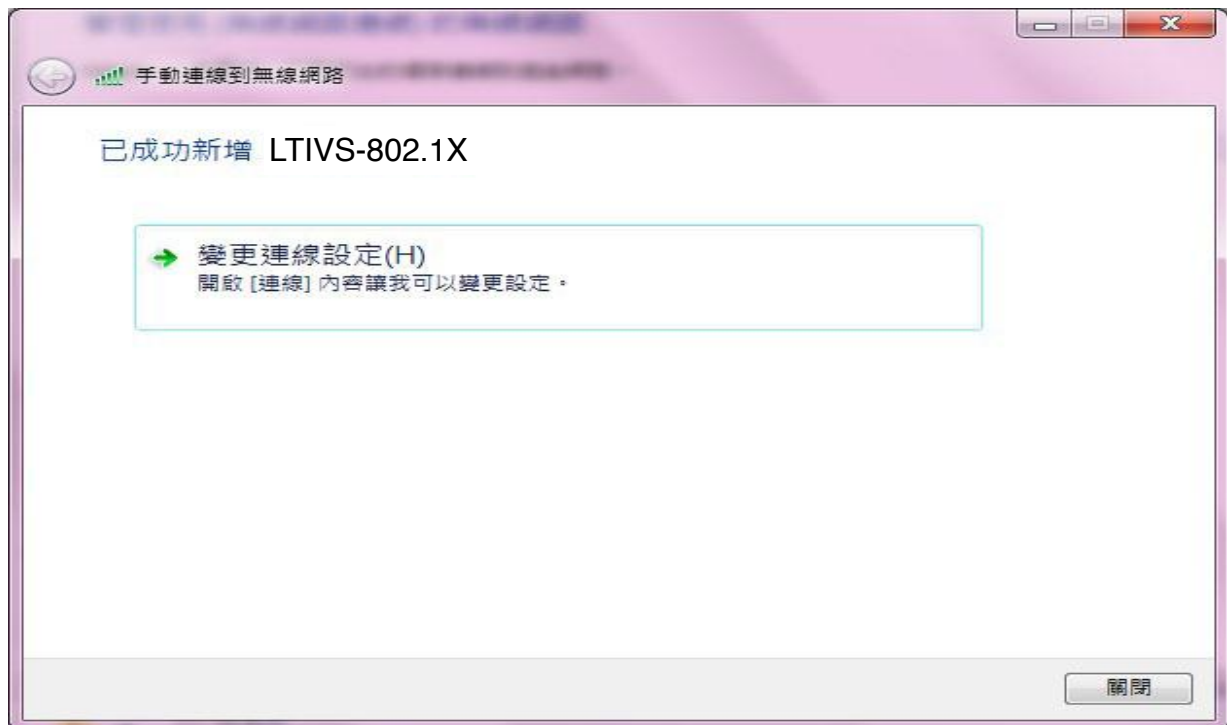 手動連線到無線網路
已成功新增 LTIVS-802.1X
變更連線設定(H)
開啟 [連線] 內容讓我可以變更設定。
關閉